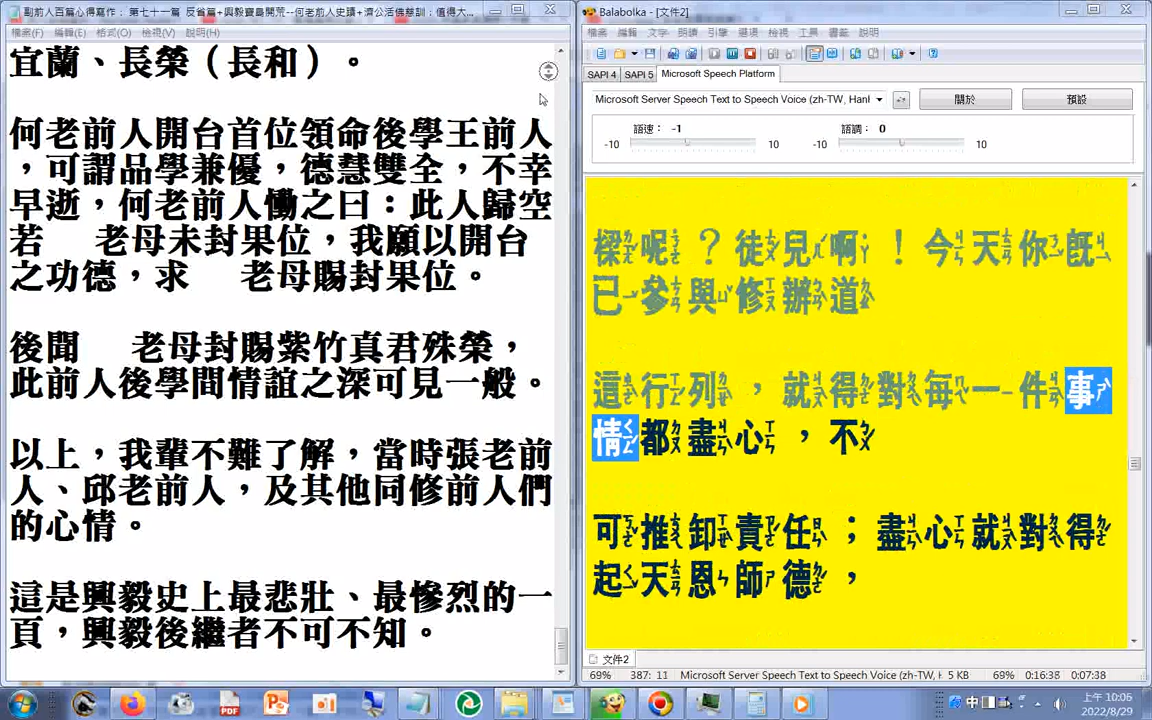 副前人百篇心得寫作： 第七十一篇 反省篇+興毅寶島開荒--何老前人史蹟+濟公活佛慈訓：值得大...
檔案(F) 編輯(E) 格式(O) 檢視(V) 說明(H)
宜蘭、長榮（長和）。
何老前人開台首位領命後學王前人
，可謂品學兼優，德慧雙全，不幸
早逝，何老前人慟之曰：此人歸空
若 老母未封果位，我願以開台
之功德，求 老母賜封果位。
後聞 老母封賜紫竹真君殊榮，
此前人後學間情誼之深可見一般。
以上，我輩不難了解，當時張老前
人、邱老前人，及其他同修前人們
的心情。
這是興毅史上最悲壯、最慘烈的一
頁，興毅後繼者不可不知。
Balabolka - [文件2]
檔案 編輯 文字 朗讀 引擎 選項 檢視 工具 書籤 說明
SAPI 4 SAPI 5 Microsoft Speech Platform
Microsoft Server Speech Text to Speech Voice (zh-TW, Hanl
關於 預設
語速： -1 語調： 0
-10 10 -10 10
樑呢？徒兒啊！今天你既
已參與修辦道
這行列，就得對每一件事
情都盡心，不
可推卸責任；盡心就對得
起天恩師德，
文件2
69% 387: 11 Microsoft Server Speech Text to Speech Voice (zh-TW, H 5 KB 69% 0:16:38 0:07:38
中
上午 10:06
2022/8/29